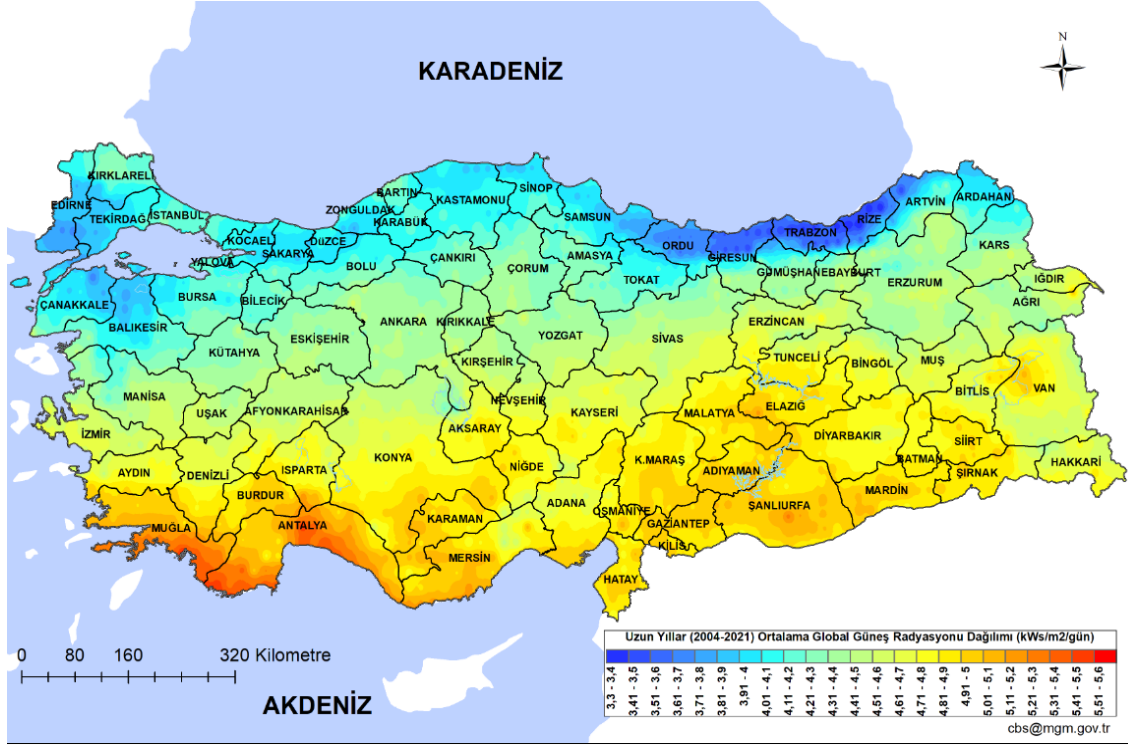 N
KARADENİZ
KIRKLARELİ
EDİRNE
TEKİRDAĞ
İSTANBUL
KOCAELİ
YALOVA
SAKARYA
DÜZCE
ZONGULDAK
BARTIN
KARABÜK
KASTAMONU
SİNOP
SAMSUN
ORDU
GİRESUN
TRABZON
RİZE
ARTVİN
ARDAHAN
KARS
ÇANAKKALE
BALIKESİR
BURSA
BİLECİK
BOLU
ÇANKIRI
ÇORUM
AMASYA
TOKAT
GÜMÜŞHANE
BAYBURT
ERZURUM
IĞDIR
AĞRI
KÜTAHYA
ESKİŞEHİR
ANKARA
KIRIKKALE
YOZGAT
SİVAS
ERZİNCAN
TUNCELİ
BİNGÖL
MUŞ
BİTLİS
VAN
MANİSA
UŞAK
AFYONKARAHİSAR
KIRŞEHİR
NEVŞEHİR
KAYSERİ
MALATYA
ELAZIĞ
DİYARBAKIR
İZMİR
AKSARAY
KONYA
NİĞDE
K.MARAŞ
ADIYAMAN
BATMAN
SİİRT
ŞIRNAK
HAKKARİ
AYDIN
DENİZLİ
ISPARTA
BURDUR
MUĞLA
ANTALYA
KARAMAN
MERSİN
ADANA
OSMANİYE
GAZİANTEP
KİLİS
ŞANLIURFA
MARDİN
HATAY
0 80 160 320 Kilometre
AKDENİZ
Uzun Yıllar (2004-2021) Ortalama Global Güneş Radyasyonu Dağılımı (kWs/m2/gün)
3,3 - 3,4
3,41 - 3,5
3,51 - 3,6
3,61 - 3,7
3,71 - 3,8
3,81 - 3,9
3,91 - 4
4,01 - 4,1
4,11 - 4,2
4,21 - 4,3
4,31 - 4,4
4,41 - 4,5
4,51 - 4,6
4,61 - 4,7
4,71 - 4,8
4,81 - 4,9
4,91 - 5
5,01 - 5,1
5,11 - 5,2
5,21 - 5,3
5,31 - 5,4
5,41 - 5,5
5,51 - 5,6
cbs@mgm.gov.tr